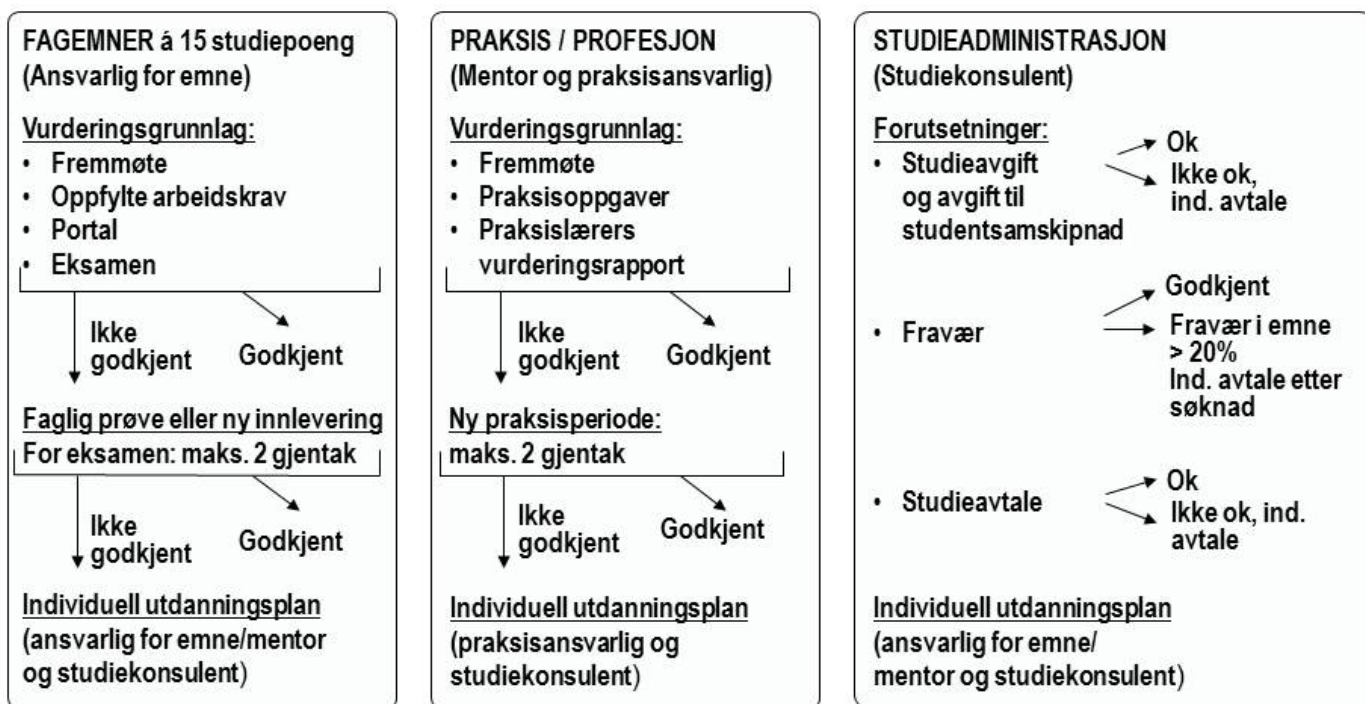 FAGEMNER á 15 studiepoeng
(Ansvarlig for emne)
Vurderingsgrunnlag:
• Fremmøte
• Oppfylte arbeidskrav
• Portal
• Eksamen
Ikke
godkjent
Godkjent
Faglig prøve eller ny innlevering
For eksamen: maks. 2 gjentak
Ikke
godkjent
Godkjent
Individuell utdanningsplan
(ansvarlig for emne/mentor
og studiekonsulent)
PRAKSIS / PROFESJON
(Mentor og praksisansvarlig)
Vurderingsgrunnlag:
• Fremmøte
• Praksisoppgaver
• Praksislærers
vurderingsrapport
Ikke
godkjent
Godkjent
Ny praksisperiode:
maks. 2 gjentak
Ikke
godkjent
Godkjent
Individuell utdanningsplan
(praksisansvarlig og
studiekonsulent)
STUDIEADMINISTRASJON
(Studiekonsulent)
Forutsetninger:
• Studieavgift
og avgift til
studentsamskipnad
Ok
Ikke ok,
ind. avtale
• Fravær
Godkjent
Fravær i emne
> 20%
Ind. avtale etter
søknad
• Studieavtale
Ok
Ikke ok, ind.
avtale
Individuell utdanningsplan
(ansvarlig for emne/
mentor og studiekonsulent)